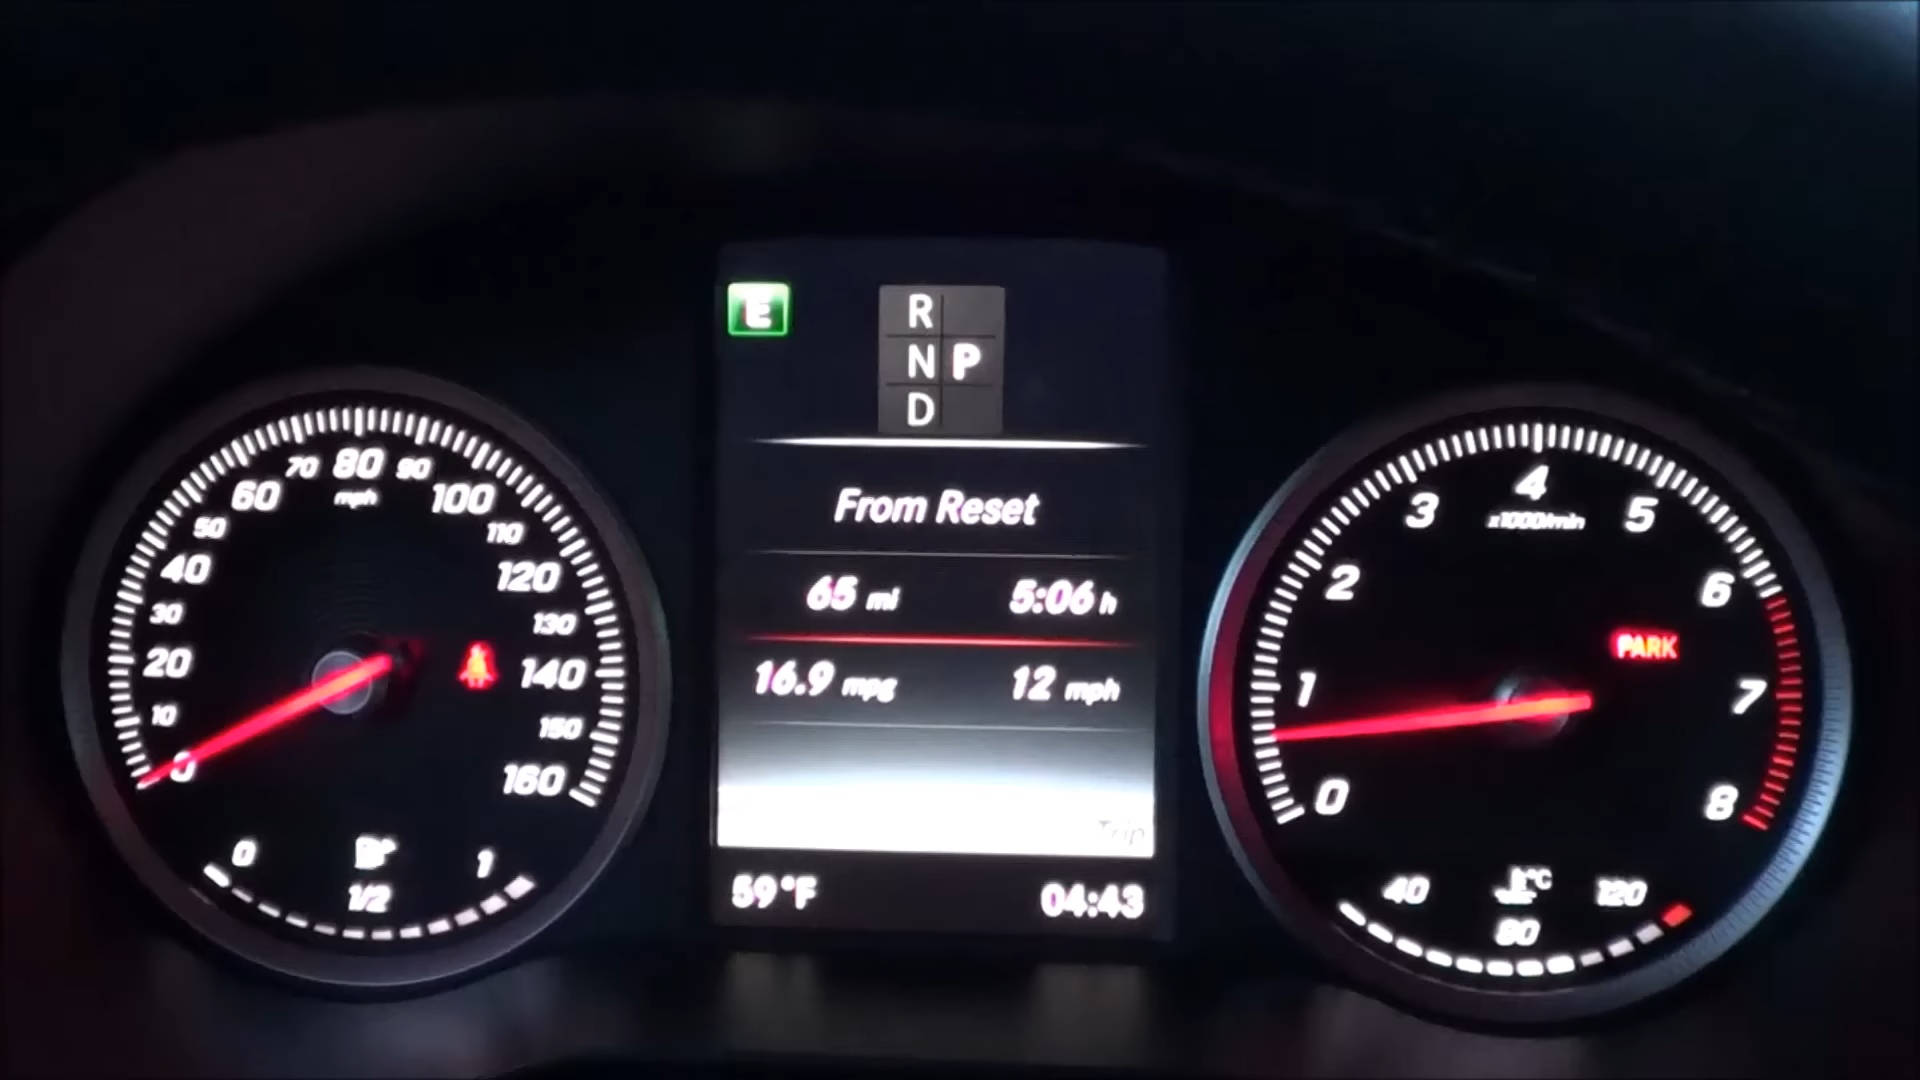 E
R
N P
D
From Reset
65 mi 5:06 h
16.9 mpg 12 mph
Trip
59°F 04:43
0
10
20
30
40
50
60
70
80
90
100
110
120
130
140
150
160
mph
0 1/2 1
0
1
2
3
4
5
6
7
8
x1000/min
PARK
°C
40 80 120